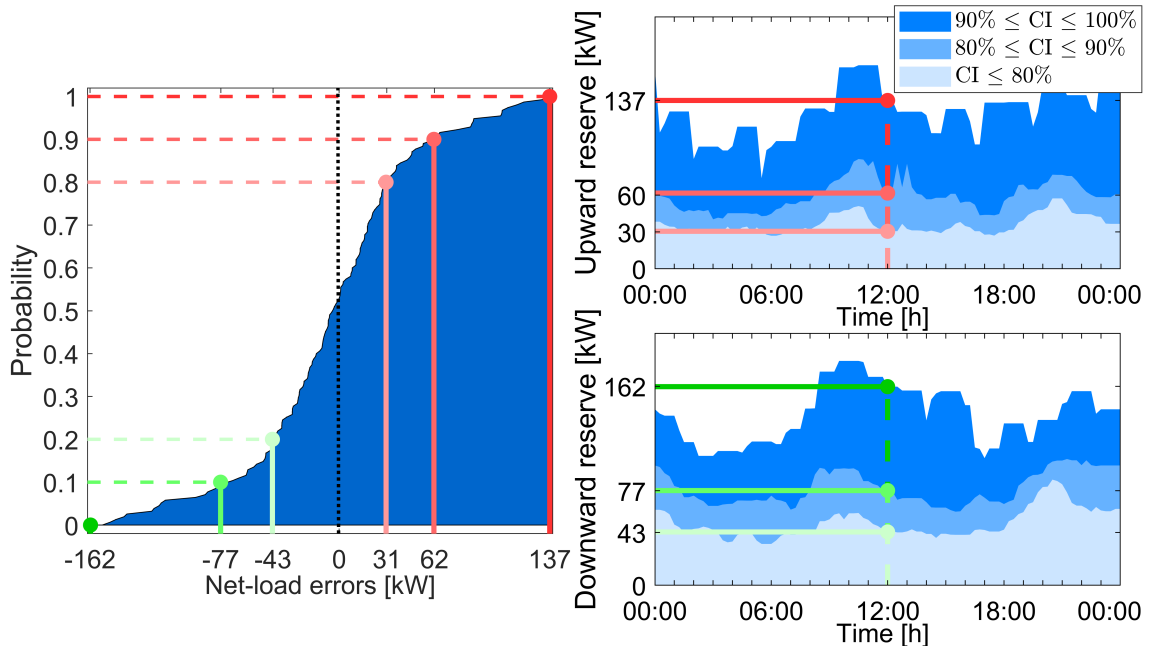 Probability
1
0.9
0.8
0.7
0.6
0.5
0.4
0.3
0.2
0.1
0
-162 -77 -43 0 31 62 137
Net-load errors [kW]
90% ≤ CI ≤ 100%
80% ≤ CI ≤ 90%
CI ≤ 80%
Upward reserve [kW]
137
60
30
0
00:00 06:00 12:00 18:00 00:00
Time [h]
Downward reserve [kW]
162
77
43
0
00:00 06:00 12:00 18:00 00:00
Time [h]